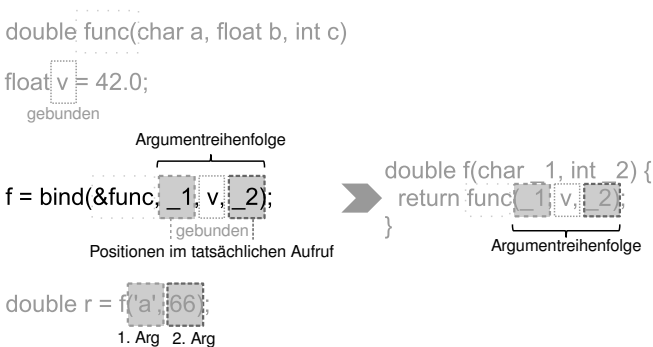 double func(char a, float b, int c)
float v = 42.0;
gebunden
Argumentreihenfolge
f = bind(&func, _1, v, _2);
gebunden
Positionen im tatsächlichen Aufruf
double f(char _1, int _2) {
return func(_1, v, _2);
}
Argumentreihenfolge
double r = f('a', 66);
1. Arg 2. Arg